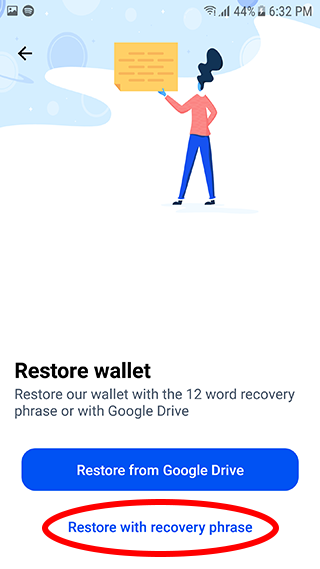 44% 6:32 PM
Restore wallet
Restore our wallet with the 12 word recovery
phrase or with Google Drive
Restore from Google Drive
Restore with recovery phrase